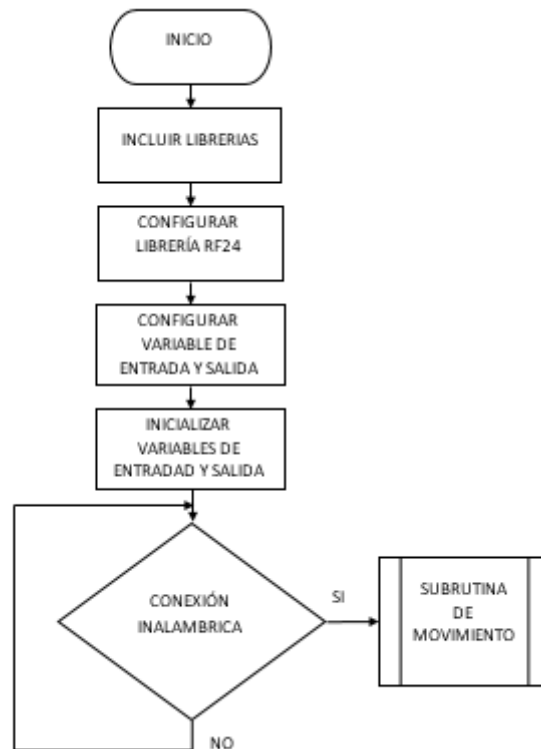 INICIO
INCLUIR LIBRERIAS
CONFIGURAR
LIBRERÍA RF24
CONFIGURAR
VARIABLE DE
ENTRADA Y SALIDA
INICIALIZAR
VARIABLES DE
ENTRADAD Y SALIDA
CONEXIÓN
INALAMBRICA
SI
SUBRUTINA
DE
MOVIMIENTO
NO